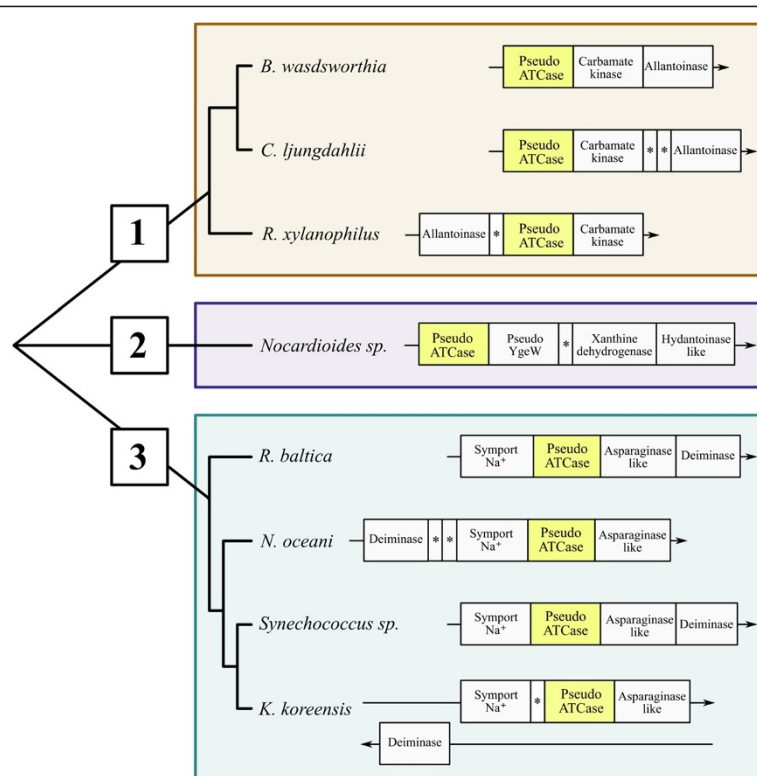 B. wasdsworthia
Pseudo
ATCase
Carbamate
kinase
Allantoinase
C. ljungdahlii
Pseudo
ATCase
Carbamate
kinase
*
*
Allantoinase
1
R. xylanophilus
Allantoinase
*
Pseudo
ATCase
Carbamate
kinase
2
Nocardioides sp.
Pseudo
ATCase
Pseudo
YgeW
*
Xanthine
dehydrogenase
Hydantoinase
like
3
R. baltica
Symport
Na+
Pseudo
ATCase
Asparaginase
like
Deiminase
N. oceani
Deiminase
*
*
Symport
Na+
Pseudo
ATCase
Asparaginase
like
Synechococcus sp.
Symport
Na+
Pseudo
ATCase
Asparaginase
like
Deiminase
K. koreensis
Symport
Na+
*
Pseudo
ATCase
Asparaginase
like
Deiminase